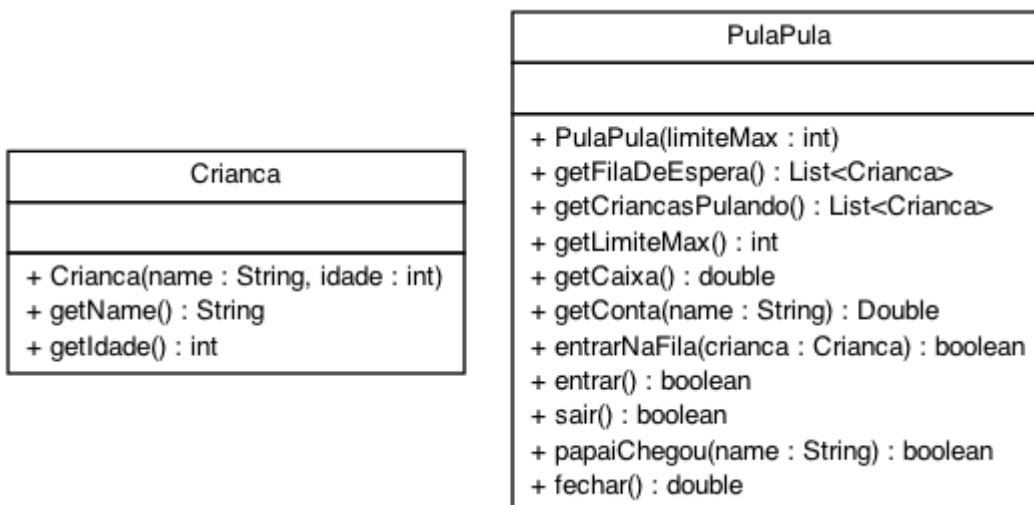 Crianca
+ Crianca(name : String, idade : int)
+ getName() : String
+ getIdade() : int
PulaPula
+ PulaPula(limiteMax : int)
+ getFilaDeEspera() : List<Crianca>
+ getCriancasPulando() : List<Crianca>
+ getLimiteMax() : int
+ getCaixa() : double
+ getConta(name : String) : Double
+ entrarNaFila(crianca : Crianca) : boolean
+ entrar() : boolean
+ sair() : boolean
+ papaiChegou(name : String) : boolean
+ fechar() : double